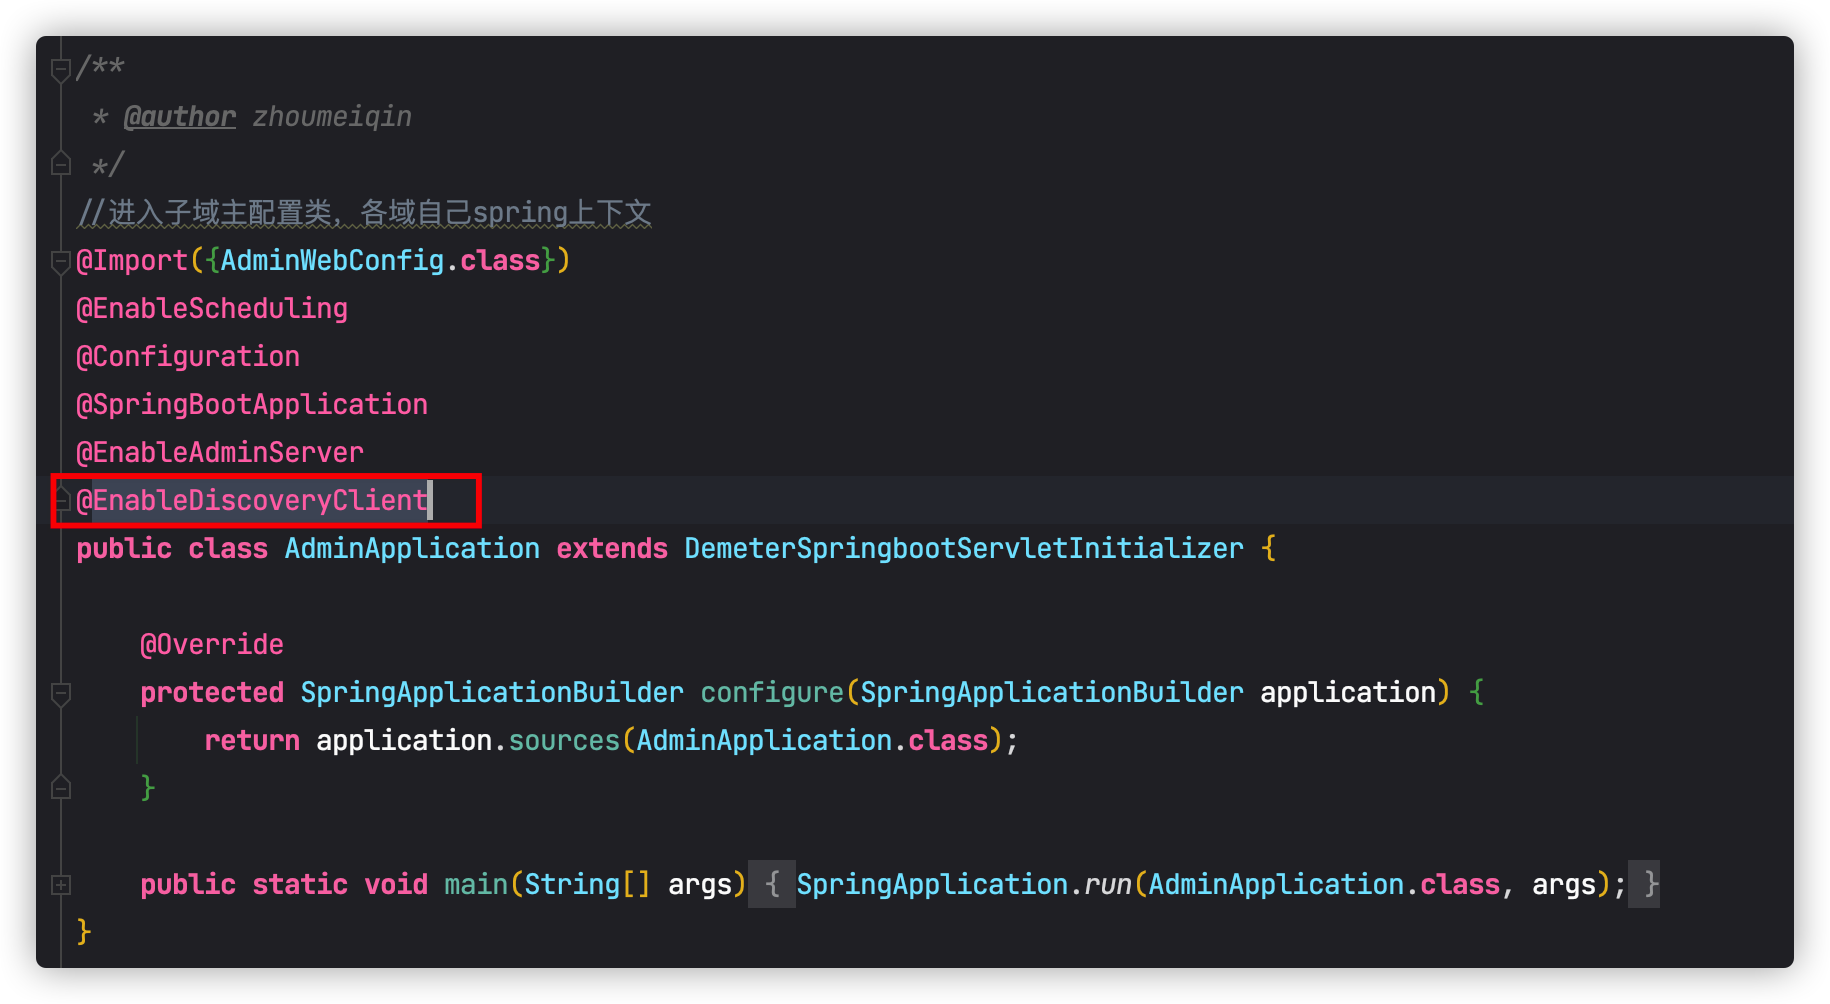 /**
 * @author zhoumeiqin
 */
//进入子域主配置类，各域自己spring上下文
@Import({AdminWebConfig.class})
@EnableScheduling
@Configuration
@SpringBootApplication
@EnableAdminServer
@EnableDiscoveryClient
public class AdminApplication extends DemeterSpringbootServletInitializer {
    @Override
    protected SpringApplicationBuilder configure(SpringApplicationBuilder application) {
        return application.sources(AdminApplication.class);
    }
    public static void main(String[] args) { SpringApplication.run(AdminApplication.class, args); }
}